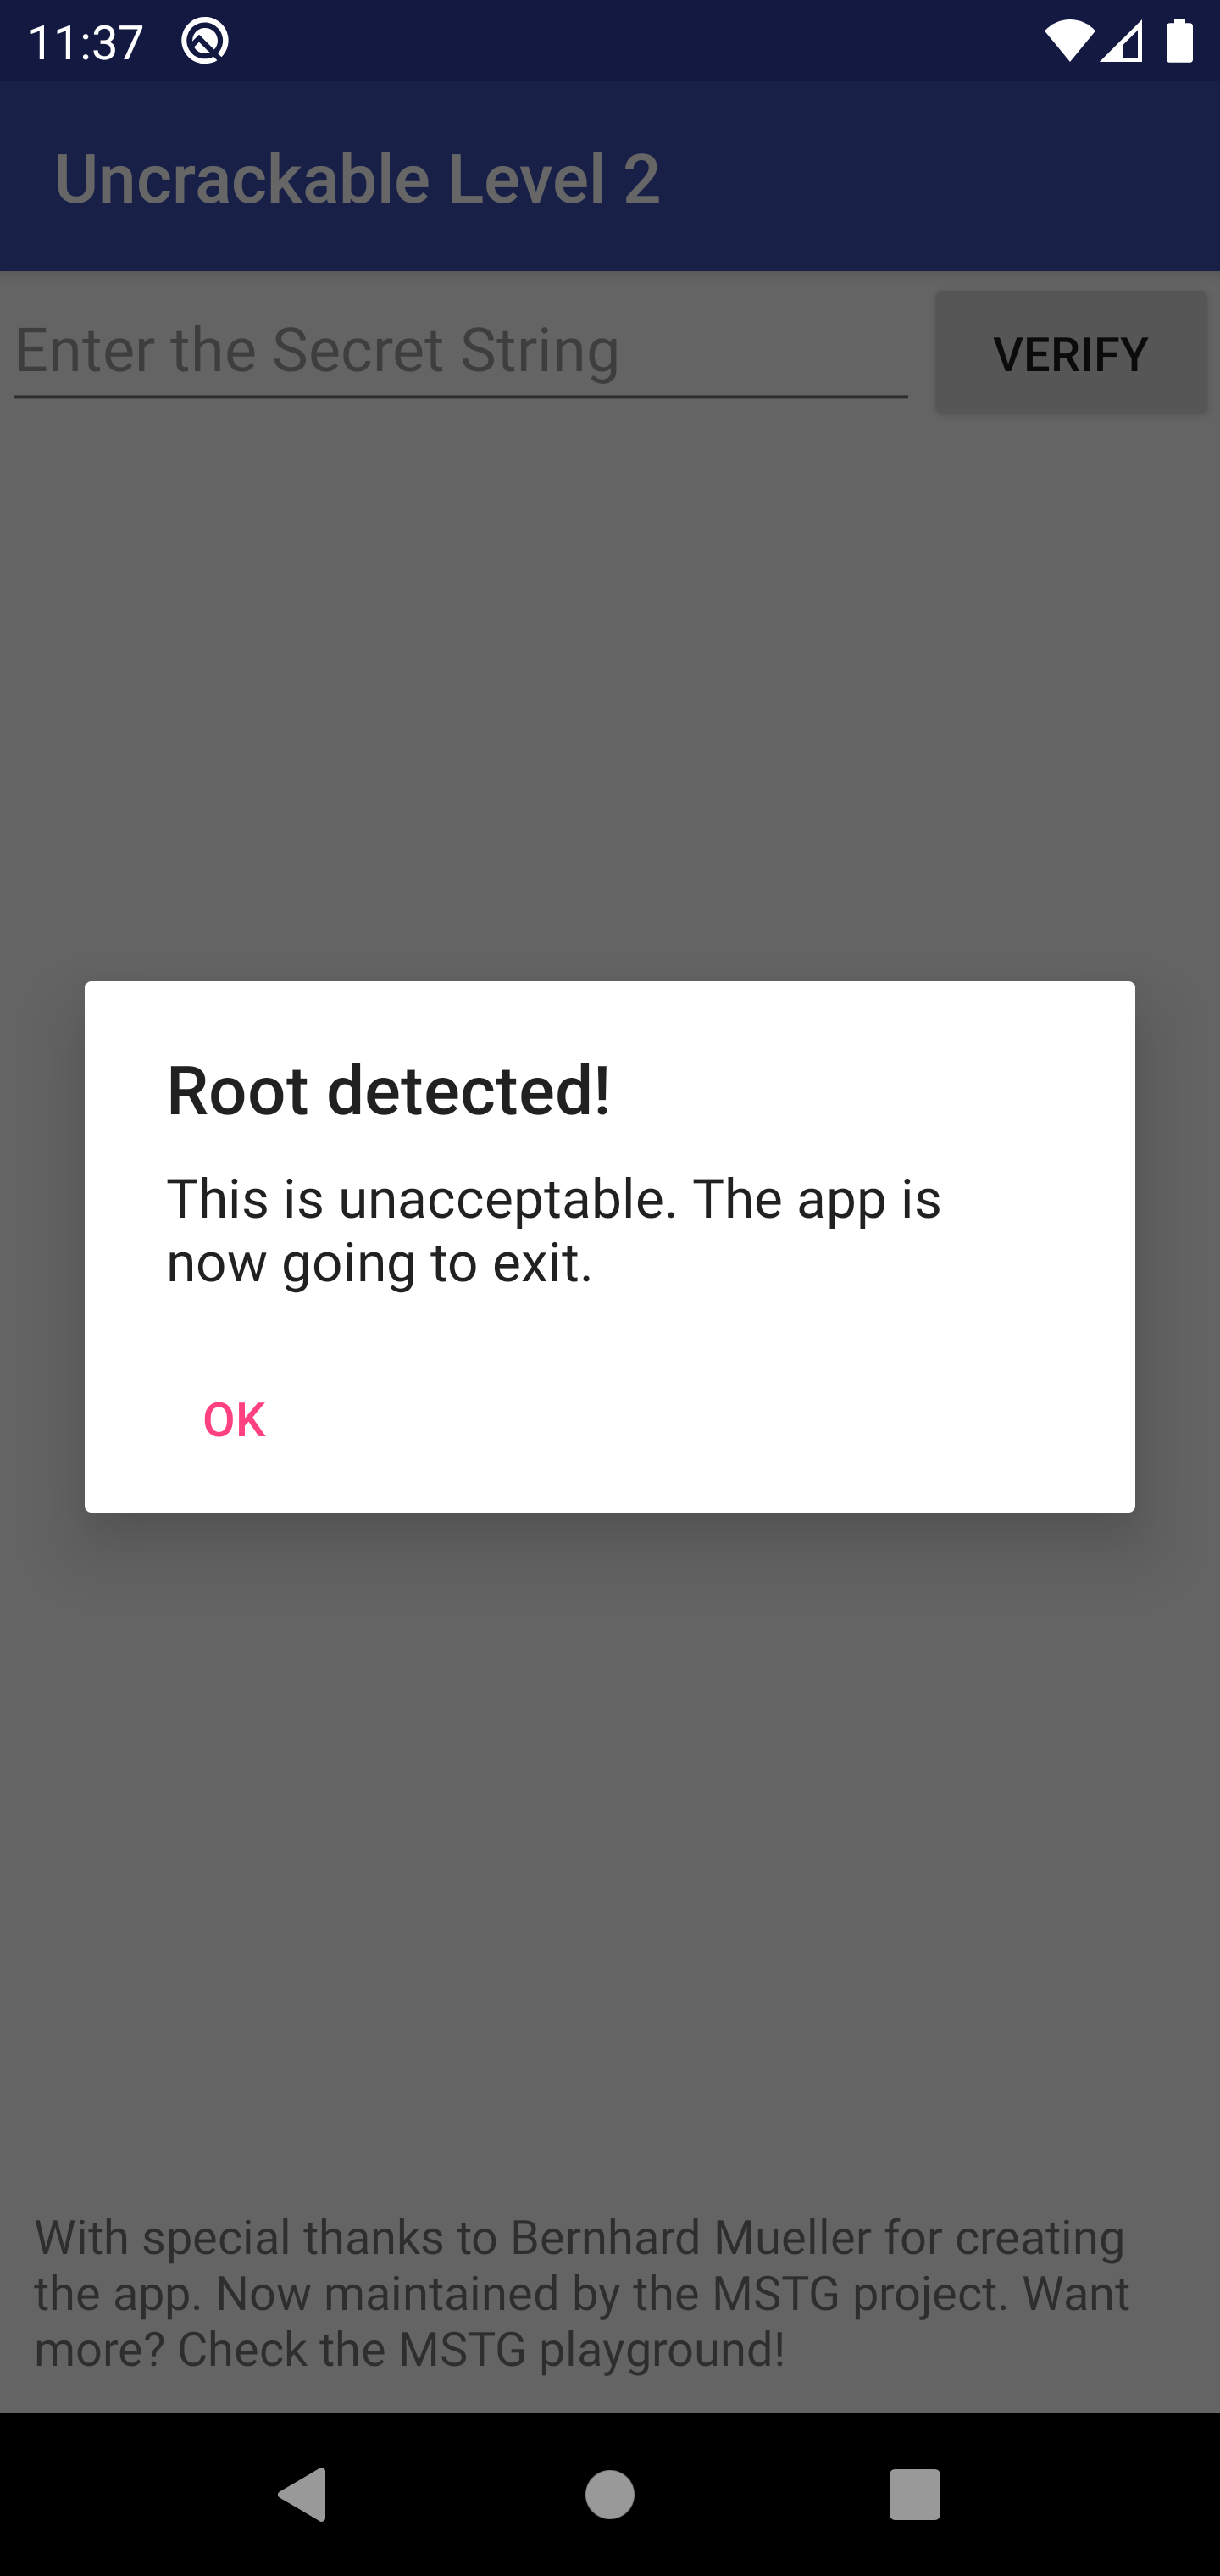 11:37
Uncrackable Level 2
Enter the Secret String
VERIFY
Root detected!
This is unacceptable. The app is
now going to exit.
OK
With special thanks to Bernhard Mueller for creating
the app. Now maintained by the MSTG project. Want
more? Check the MSTG playground!